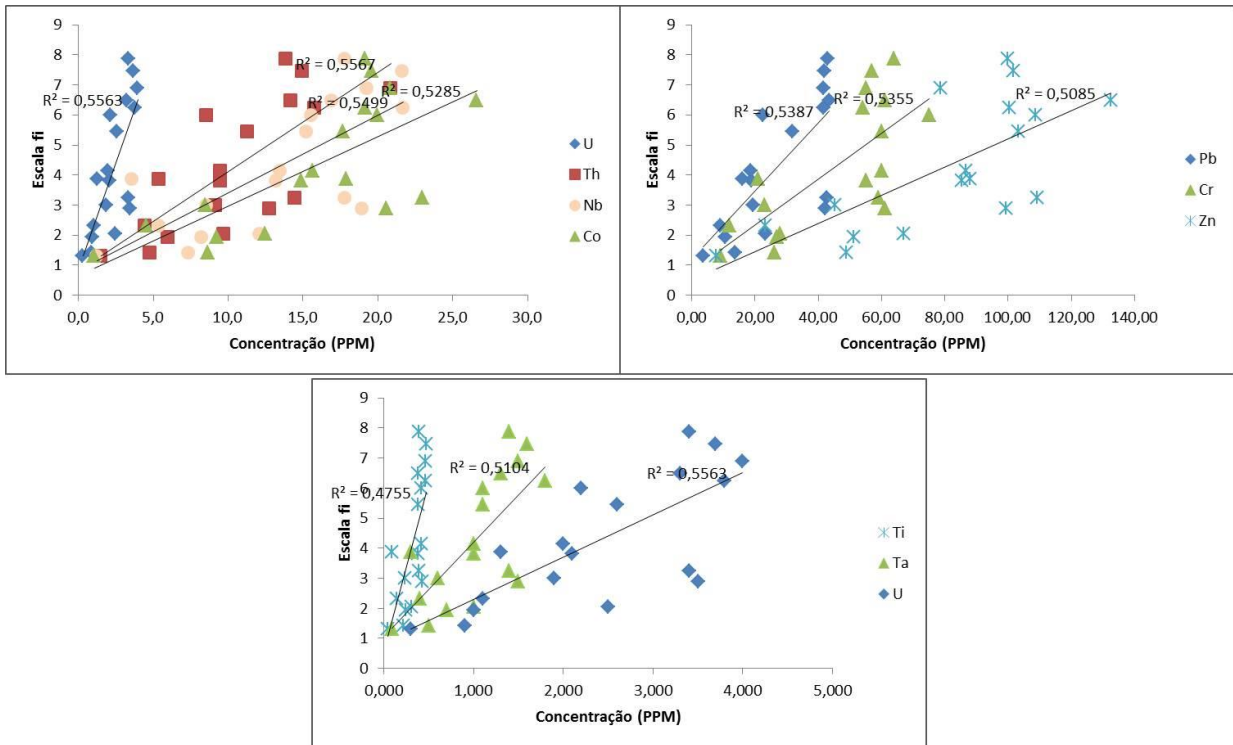 9
8
7
6
5
4
3
2
1
0
Escala fi
R² = 0,5563
R² = 0,5567
R² = 0,5499
R² = 0,5285
U
Th
Nb
Co
0,0 5,0 10,0 15,0 20,0 25,0 30,0
Concentração (PPM)
9
8
7
6
5
4
3
2
1
0
Escala fi
R² = 0,5387
R² = 0,5355
R² = 0,5085
Pb
Cr
Zn
0,00 20,00 40,00 60,00 80,00 100,00 120,00 140,00
Concentração (PPM)
9
8
7
6
5
4
3
2
1
0
Escala fi
R² = 0,4755
R² = 0,5104
R² = 0,5563
Ti
Ta
U
0,000 1,000 2,000 3,000 4,000 5,000
Concentração (PPM)